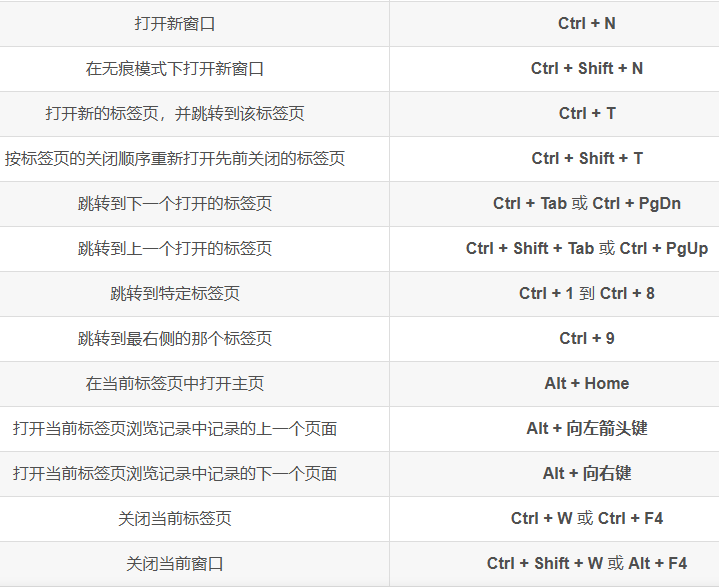 打开新窗口 Ctrl + N
在无痕模式下打开新窗口 Ctrl + Shift + N
打开新的标签页，并跳转到该标签页 Ctrl + T
按标签页的关闭顺序重新打开先前关闭的标签页 Ctrl + Shift + T
跳转到下一个打开的标签页 Ctrl + Tab 或 Ctrl + PgDn
跳转到上一个打开的标签页 Ctrl + Shift + Tab 或 Ctrl + PgUp
跳转到特定标签页 Ctrl + 1 到 Ctrl + 8
跳转到最右侧的那个标签页 Ctrl + 9
在当前标签页中打开主页 Alt + Home
打开当前标签页浏览记录中记录的上一个页面 Alt + 向左箭头键
打开当前标签页浏览记录中记录的下一个页面 Alt + 向右键
关闭当前标签页 Ctrl + W 或 Ctrl + F4
关闭当前窗口 Ctrl + Shift + W 或 Alt + F4